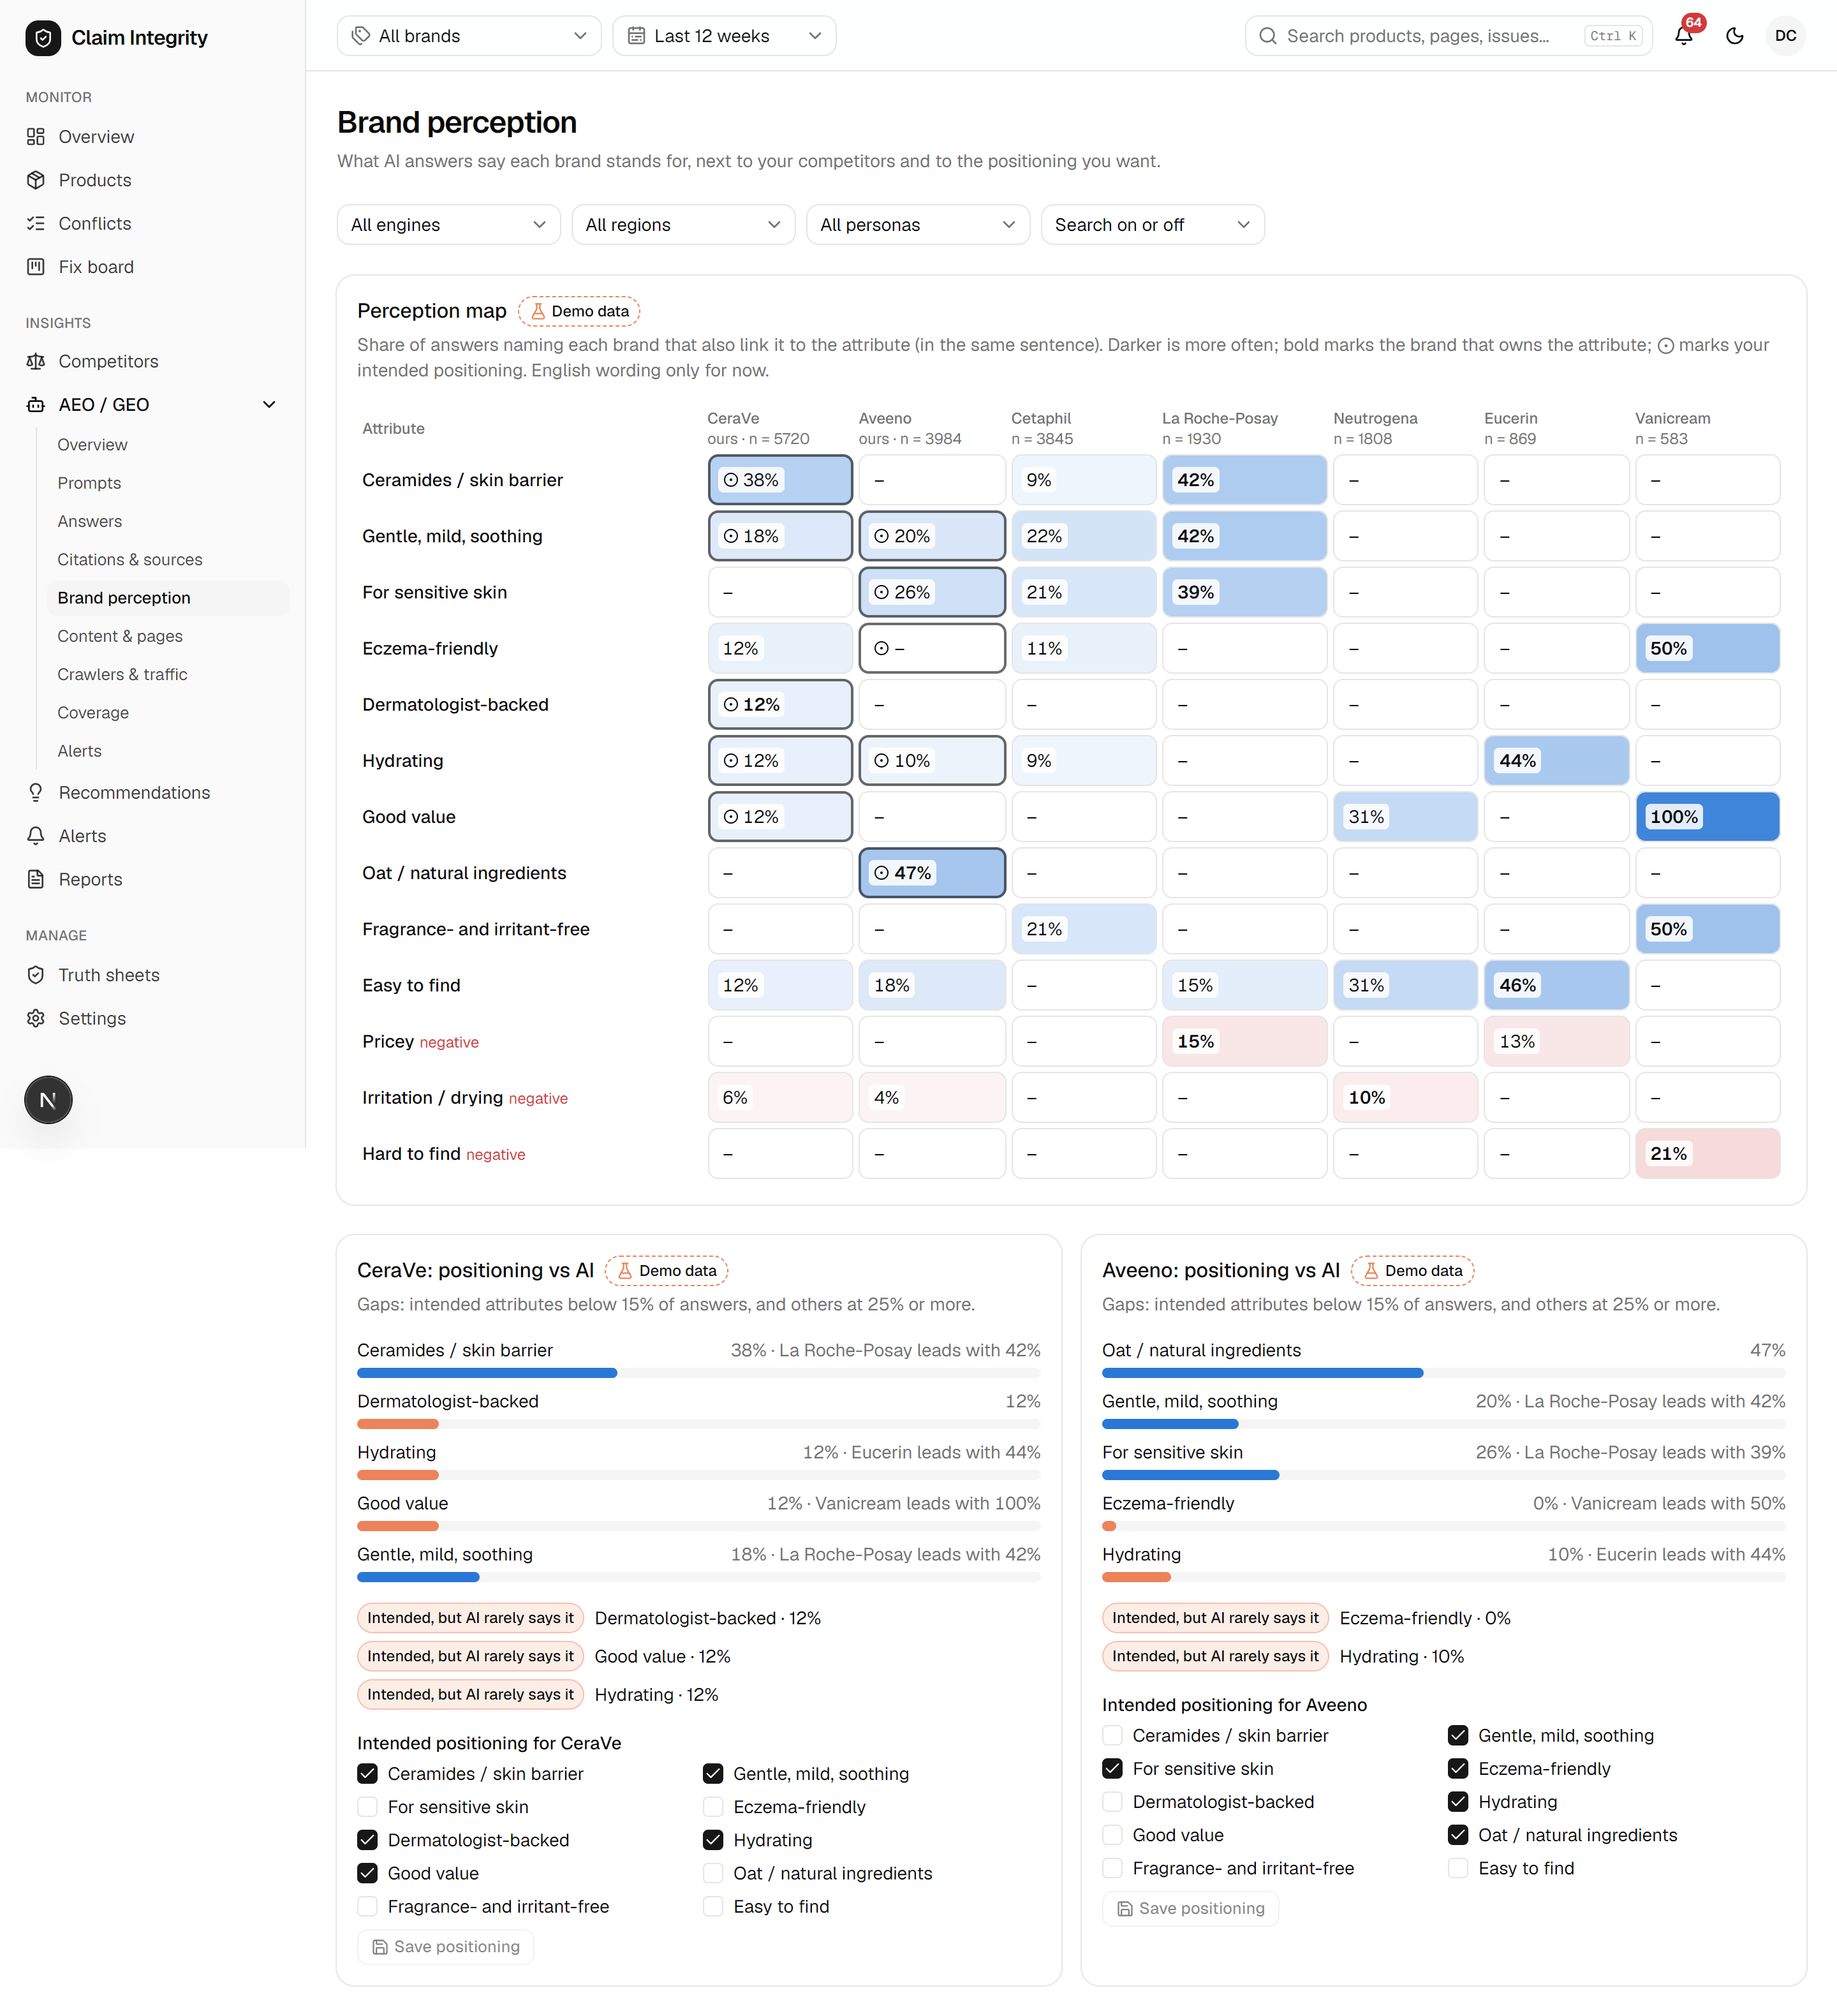 Claim Integrity
All brands
Last 12 weeks
Search products, pages, issues...
Ctrl K
64
DC
MONITOR
Overview
Products
Conflicts
Fix board
INSIGHTS
Competitors
AEO / GEO
Overview
Prompts
Answers
Citations & sources
Brand perception
Content & pages
Crawlers & traffic
Coverage
Alerts
Recommendations
Alerts
Reports
MANAGE
Truth sheets
Settings
N
Brand perception
What AI answers say each brand stands for, next to your competitors and to the positioning you want.
All engines
All regions
All personas
Search on or off
Perception map
Demo data
Share of answers naming each brand that also link it to the attribute (in the same sentence). Darker is more often; bold marks the brand that owns the attribute; ⊙ marks your
intended positioning. English wording only for now.
Attribute CeraVe Aveeno Cetaphil La Roche-Posay Neutrogena Eucerin Vanicream
ours · n = 5720 ours · n = 3984 n = 3845 n = 1930 n = 1808 n = 869 n = 583
Ceramides / skin barrier ⊙ 38% – 9% 42% – – –
Gentle, mild, soothing ⊙ 18% ⊙ 20% 22% 42% – – –
For sensitive skin – ⊙ 26% 21% 39% – – –
Eczema-friendly 12% ⊙ – 11% – – – 50%
Dermatologist-backed ⊙ 12% – – – – – –
Hydrating ⊙ 12% ⊙ 10% 9% – – 44% –
Good value ⊙ 12% – – – 31% – 100%
Oat / natural ingredients – ⊙ 47% – – – – –
Fragrance- and irritant-free – – 21% – – – 50%
Easy to find 12% 18% – 15% 31% 46% –
Pricey negative – – – 15% – 13% –
Irritation / drying negative 6% 4% – – 10% – –
Hard to find negative – – – – – – 21%
CeraVe: positioning vs AI
Demo data
Gaps: intended attributes below 15% of answers, and others at 25% or more.
Ceramides / skin barrier 38% · La Roche-Posay leads with 42%
Dermatologist-backed 12%
Hydrating 12% · Eucerin leads with 44%
Good value 12% · Vanicream leads with 100%
Gentle, mild, soothing 18% · La Roche-Posay leads with 42%
Intended, but AI rarely says it Dermatologist-backed · 12%
Intended, but AI rarely says it Good value · 12%
Intended, but AI rarely says it Hydrating · 12%
Intended positioning for CeraVe
Ceramides / skin barrier Gentle, mild, soothing
For sensitive skin Eczema-friendly
Dermatologist-backed Hydrating
Good value Oat / natural ingredients
Fragrance- and irritant-free Easy to find
Save positioning
Aveeno: positioning vs AI
Demo data
Gaps: intended attributes below 15% of answers, and others at 25% or more.
Oat / natural ingredients 47%
Gentle, mild, soothing 20% · La Roche-Posay leads with 42%
For sensitive skin 26% · La Roche-Posay leads with 39%
Eczema-friendly 0% · Vanicream leads with 50%
Hydrating 10% · Eucerin leads with 44%
Intended, but AI rarely says it Eczema-friendly · 0%
Intended, but AI rarely says it Hydrating · 10%
Intended positioning for Aveeno
Ceramides / skin barrier Gentle, mild, soothing
For sensitive skin Eczema-friendly
Dermatologist-backed Hydrating
Good value Oat / natural ingredients
Fragrance- and irritant-free Easy to find
Save positioning